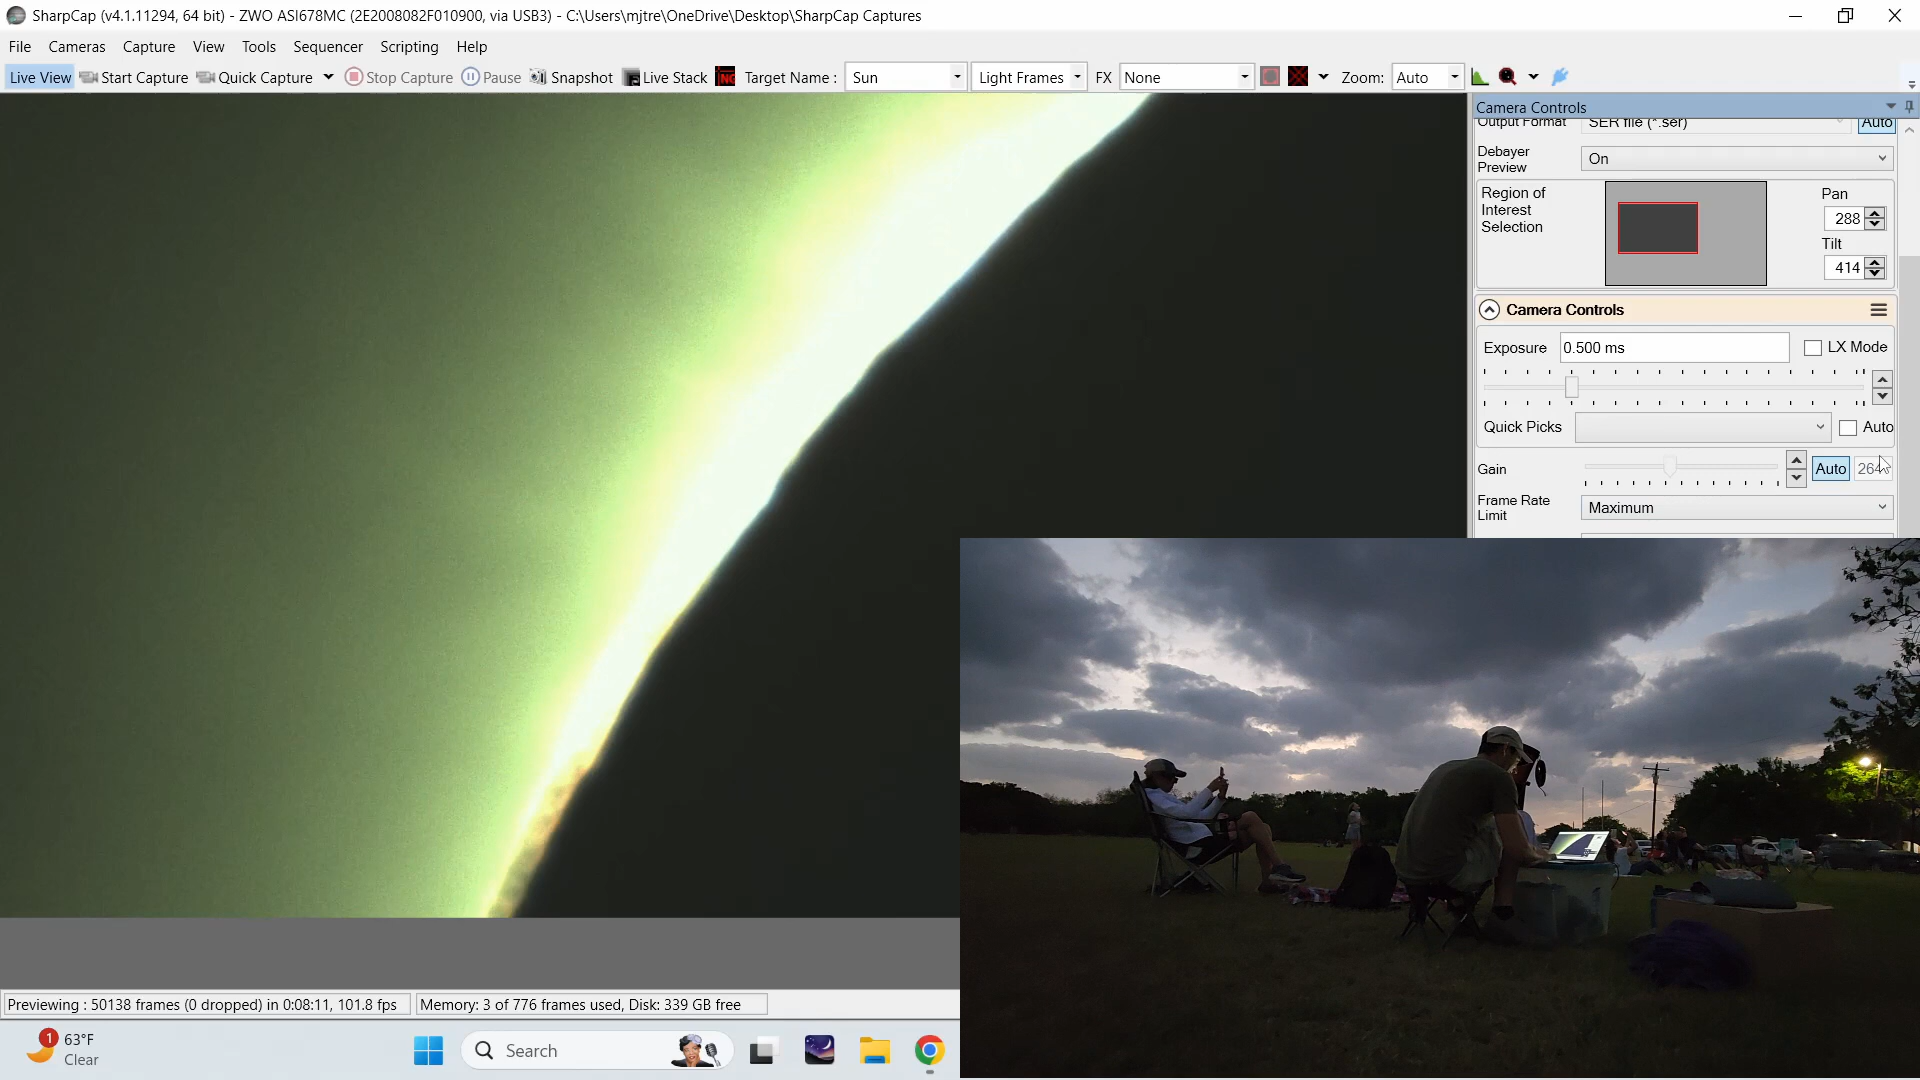 SharpCap (v4.1.11294, 64 bit) - ZWO ASI678MC (2E2008082F010900, via USB3) - C:\Users\mjtre\OneDrive\Desktop\SharpCap Captures
File Cameras Capture View Tools Sequencer Scripting Help
Live View Start Capture Quick Capture Stop Capture Pause Snapshot Live Stack Target Name : Sun Light Frames FX None Zoom: Auto
Camera Controls
Output Format SER file (*.ser) Auto
Debayer Preview On
Region of Interest Selection
Pan
288
Tilt
414
Camera Controls
Exposure 0.500 ms LX Mode
Quick Picks Auto
Gain Auto 264
Frame Rate Limit Maximum
Previewing : 50138 frames (0 dropped) in 0:08:11, 101.8 fps Memory: 3 of 776 frames used, Disk: 339 GB free
1 63°F
Clear
Search